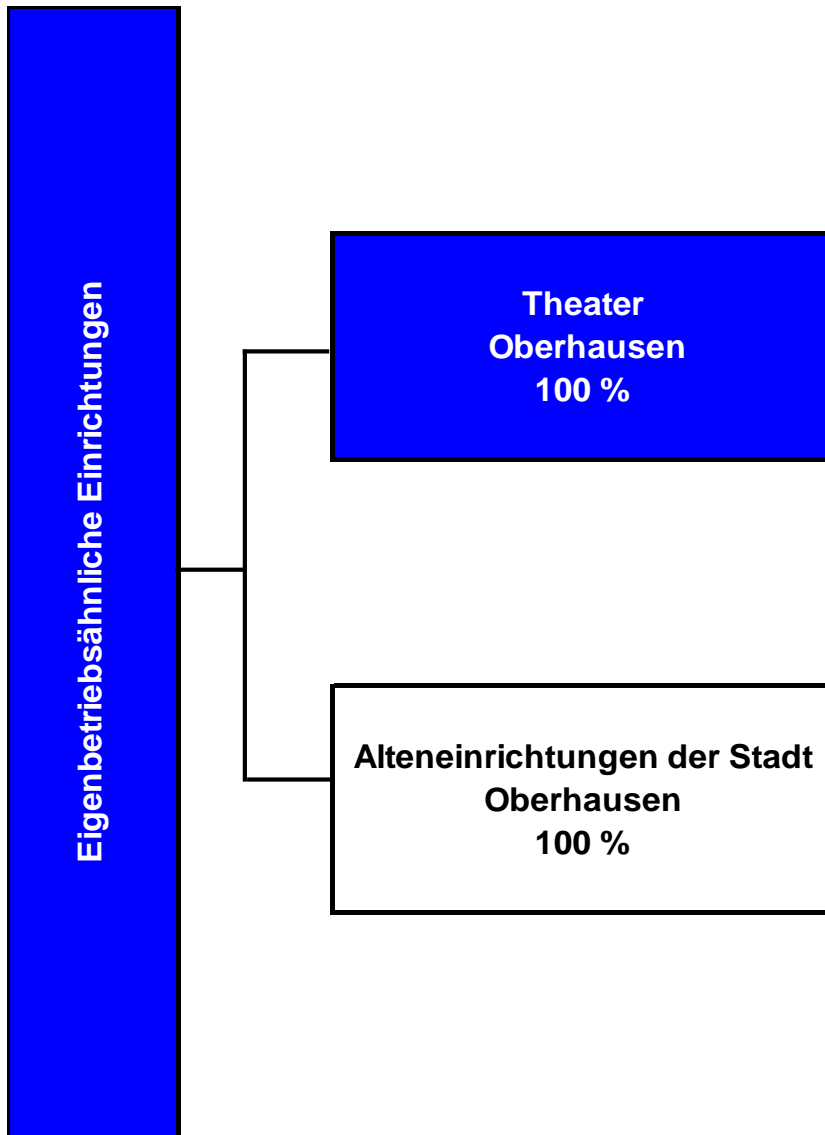 Eigenbetriebsähnliche Einrichtungen
Theater
Oberhausen
100 %
Alteneinrichtungen der Stadt
Oberhausen
100 %